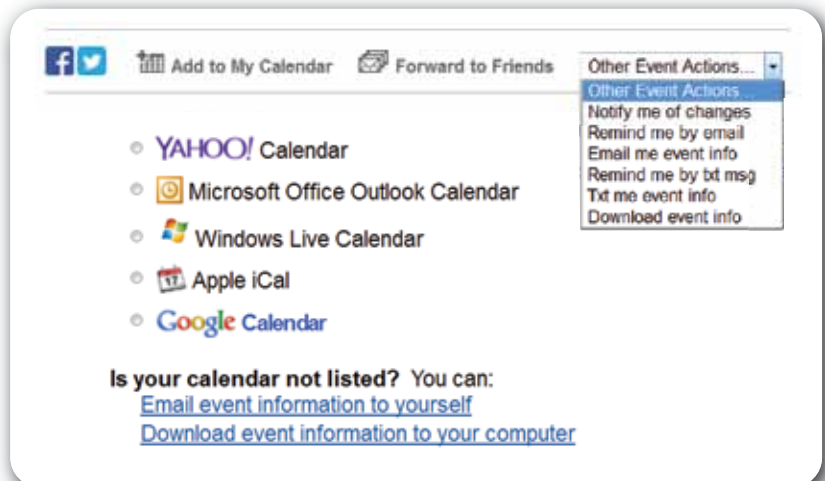 Add to My Calendar Forward to Friends Other Event Actions...
Other Event Actions...
Notify me of changes
Remind me by email
Email me event info
Remind me by txt msg
Txt me event info
Download event info
YAHOO! Calendar
Microsoft Office Outlook Calendar
Windows Live Calendar
17 Apple iCal
Google Calendar
Is your calendar not listed? You can:
Email event information to yourself
Download event information to your computer